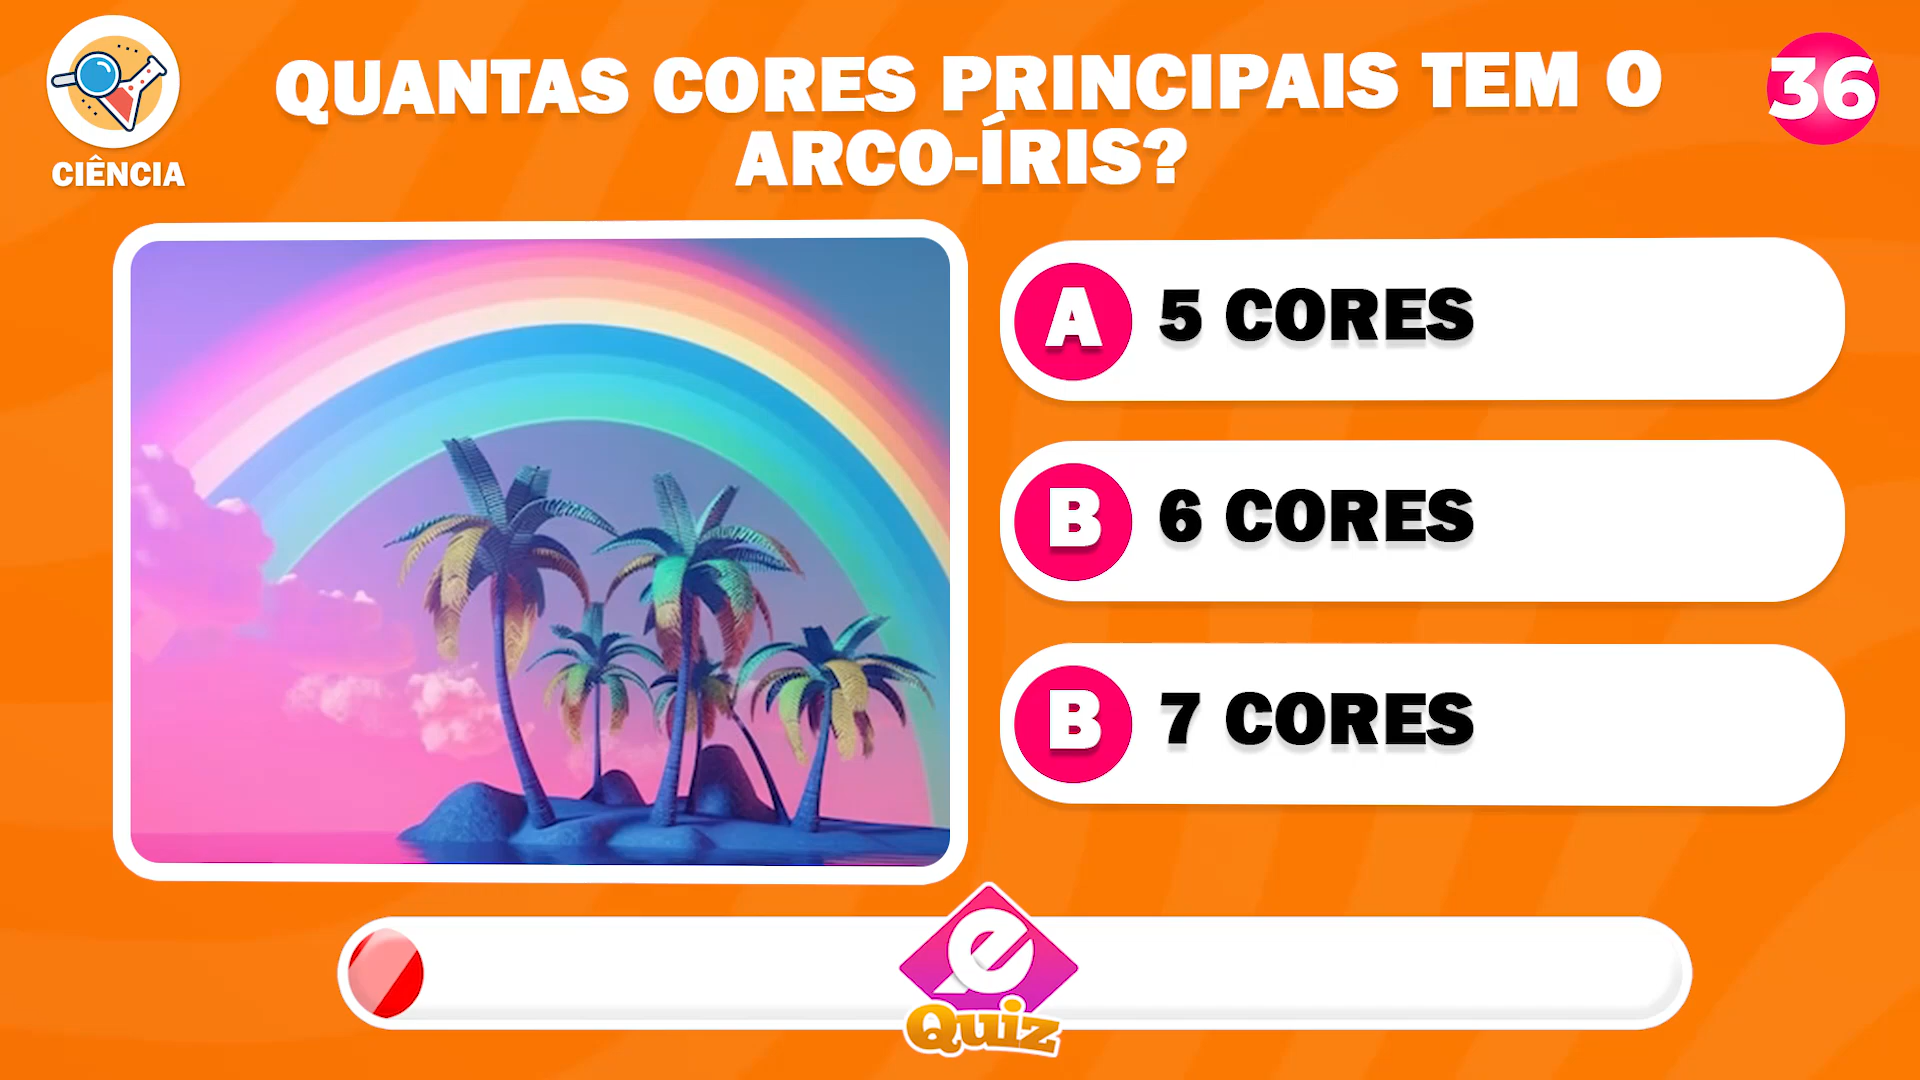 QUANTAS CORES PRINCIPAIS TEM O
ARCO-ÍRIS?
36
CIÊNCIA
A 5 CORES
B 6 CORES
B 7 CORES
e
Quiz